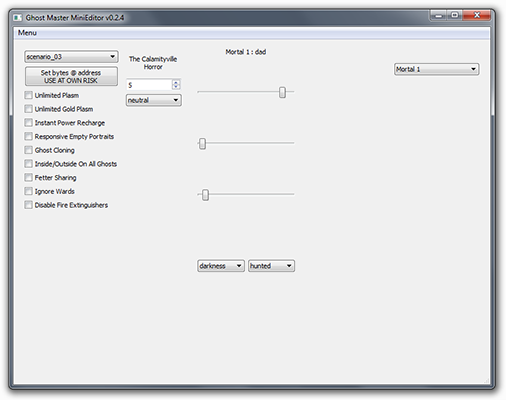 Ghost Master MiniEditor v0.2.4
Menu
scenario_03
Set bytes @ address
USE AT OWN RISK
Unlimited Plasm
Unlimited Gold Plasm
Instant Power Recharge
Responsive Empty Portraits
Ghost Cloning
Inside/Outside On All Ghosts
Fetter Sharing
Ignore Wards
Disable Fire Extinguishers
The Calamityville
Horror
5
neutral
Mortal 1 : dad
darkness hunted
Mortal 1